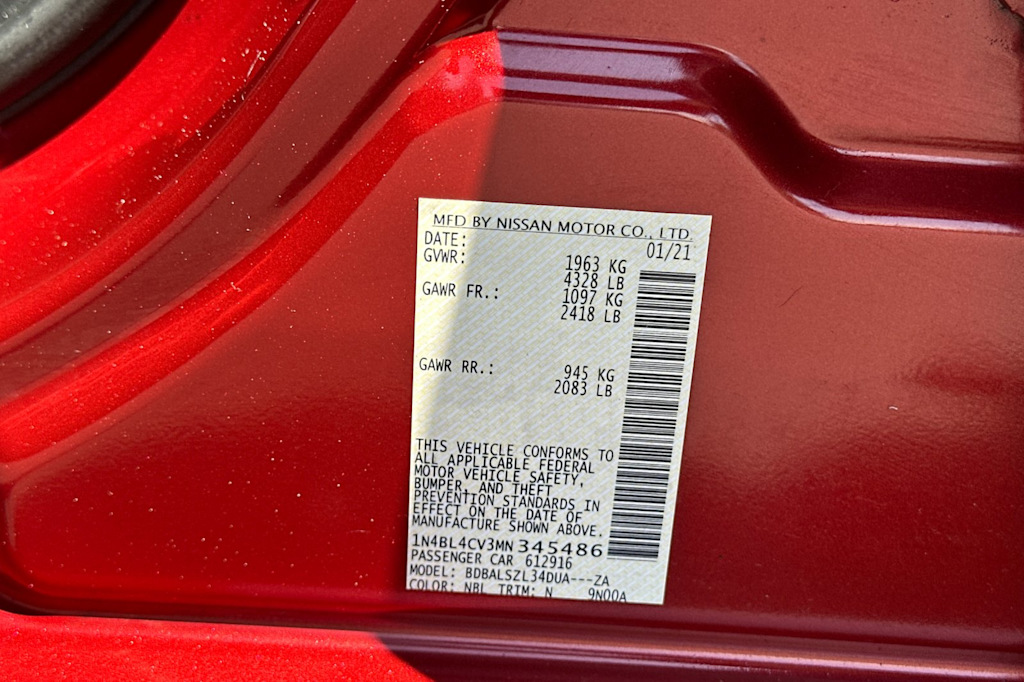 MFD BY NISSAN MOTOR CO., LTD.
DATE: 01/21
GVWR: 1963 KG
4328 LB
GAWR FR.: 1097 KG
2418 LB
GAWR RR.: 945 KG
2083 LB
THIS VEHICLE CONFORMS TO
ALL APPLICABLE FEDERAL
MOTOR VEHICLE SAFETY,
BUMPER, AND THEFT
PREVENTION STANDARDS IN
EFFECT ON THE DATE OF
MANUFACTURE SHOWN ABOVE.
1N4BL4CV3MN345486
PASSENGER CAR 612916
MODEL: BDBALSZL34DUA---ZA
COLOR: NBL TRIM: N 9N00A